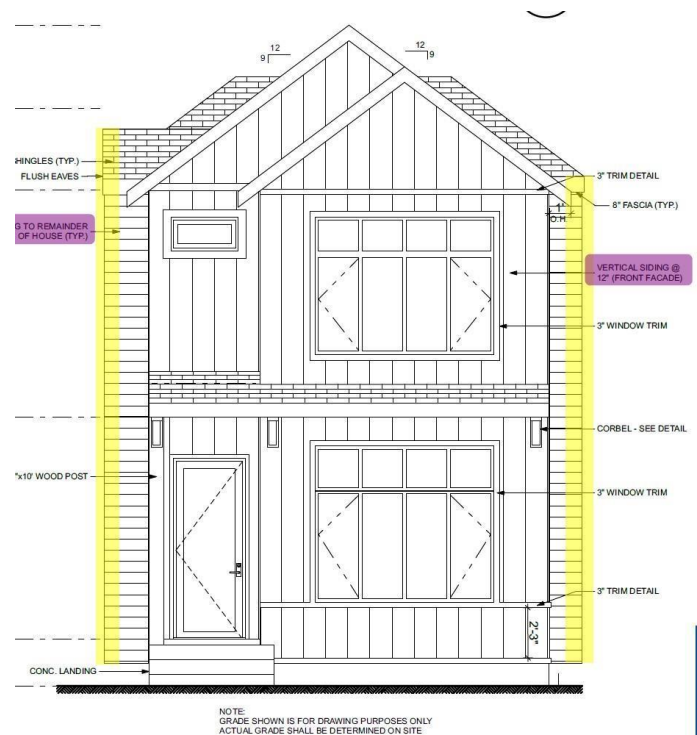 12
9
12
9
HINGLES (TYP.)
FLUSH EAVES
G TO REMAINDER
OF HOUSE (TYP.)
3" TRIM DETAIL
8" FASCIA (TYP.)
1'
O.H.
VERTICAL SIDING @
12" (FRONT FACADE)
3" WINDOW TRIM
CORBEL - SEE DETAIL
"x10' WOOD POST
3" WINDOW TRIM
3" TRIM DETAIL
2'-3"
CONC. LANDING
NOTE:
GRADE SHOWN IS FOR DRAWING PURPOSES ONLY
ACTUAL GRADE SHALL BE DETERMINED ON SITE